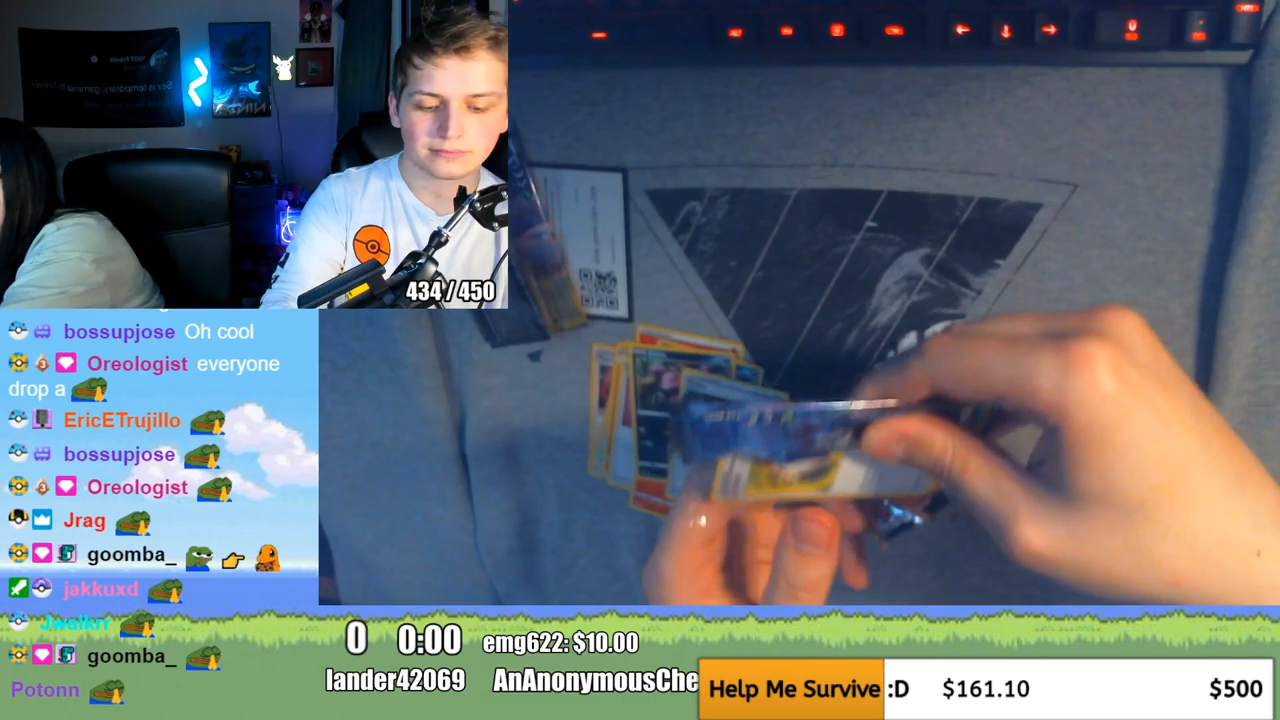 434 / 450
bossupjose Oh cool
Oreologist everyone
drop a
EricETrujillo
bossupjose
Oreologist
Jrag
goomba_
jakkuxd
Jwalkrr
goomba_
Potonn
0 0:00 emg622: $10.00
lander42069 AnAnonymousChe
Help Me Survive :D $161.10 $500